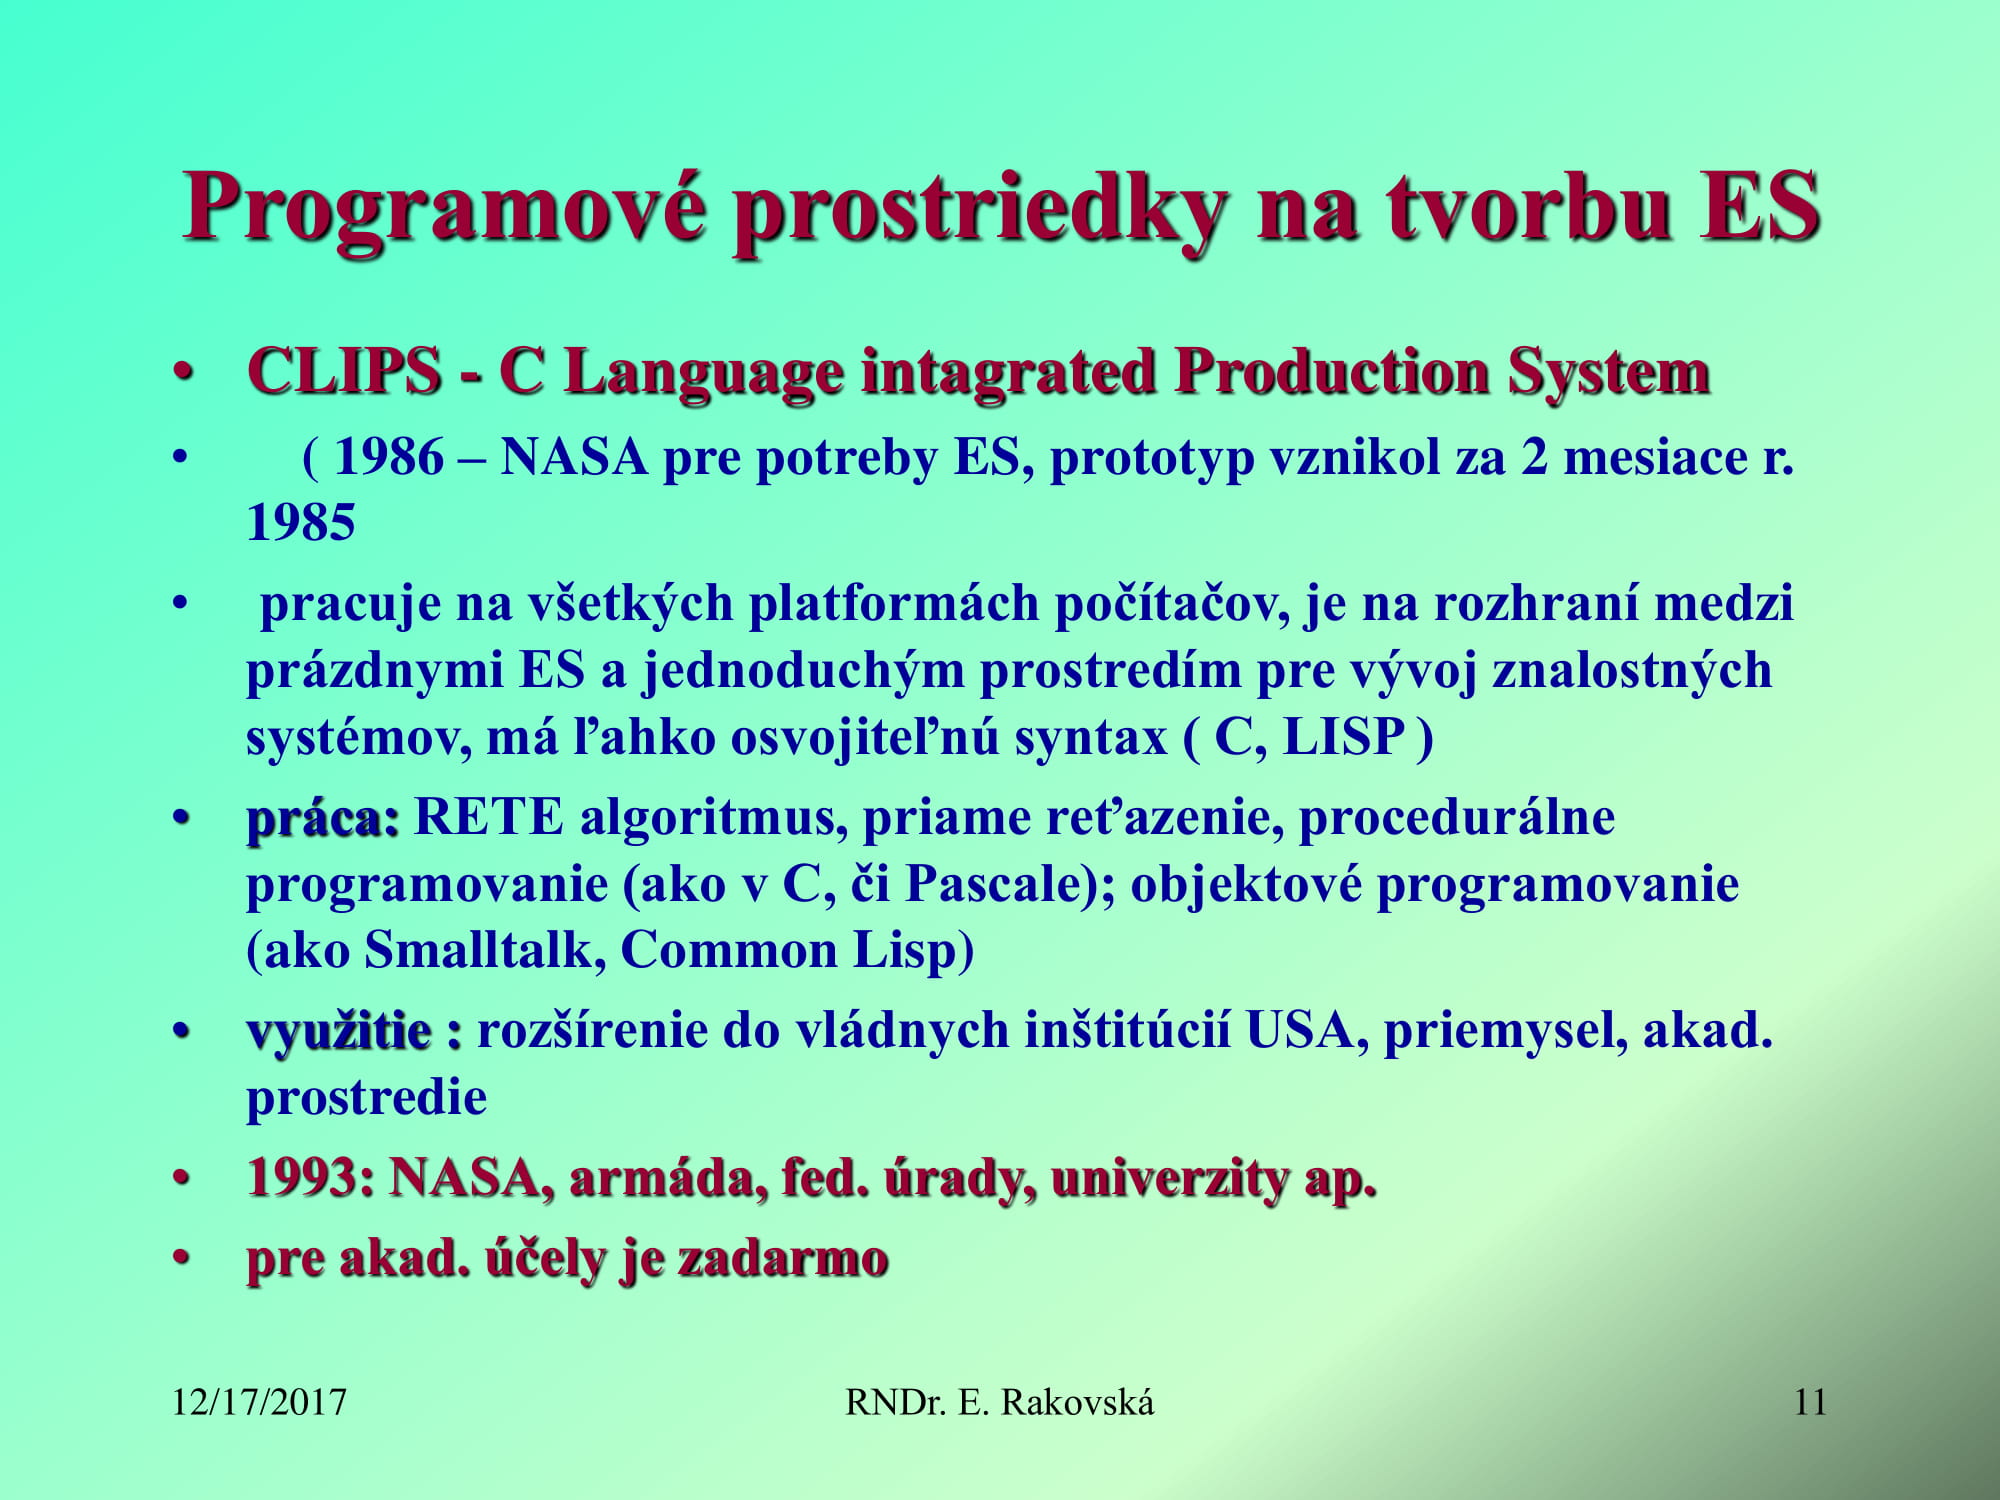 Programové prostriedky na tvorbu ES
• CLIPS - C Language intagrated Production System
• ( 1986 – NASA pre potreby ES, prototyp vznikol za 2 mesiace r.
1985
• pracuje na všetkých platformách počítačov, je na rozhraní medzi
prázdnymi ES a jednoduchým prostredím pre vývoj znalostných
systémov, má ľahko osvojiteľnú syntax ( C, LISP )
• práca: RETE algoritmus, priame reťazenie, procedurálne
programovanie (ako v C, či Pascale); objektové programovanie
(ako Smalltalk, Common Lisp)
• využitie : rozšírenie do vládnych inštitúcií USA, priemysel, akad.
prostredie
• 1993: NASA, armáda, fed. úrady, univerzity ap.
• pre akad. účely je zadarmo
12/17/2017 RNDr. E. Rakovská 11